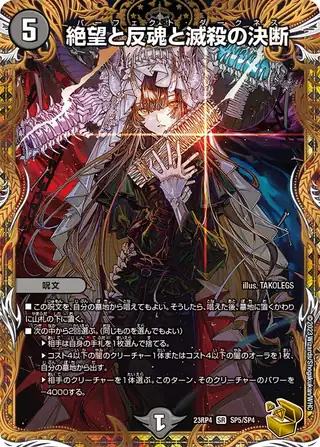 パーフェクト・ダークネス
5
絶望と反魂と滅殺の決断
illus. TAKOLEGS
呪文
■ この呪文を、自分の墓地から唱えてもよい。そうしたら、唱えた後、墓地に置くかわり
に山札の下に置く。
■ 次の中から2回選ぶ。(同じものを選んでもよい)
▶相手は自身の手札を1枚選んで捨てる。
▶コスト4以下の闇のクリーチャー1体またはコスト4以下の闇のオーラを1枚、
自分の墓地から出す。
▶相手のクリーチャーを1体選ぶ。このターン、そのクリーチャーのパワーを
-4000する。
1
23RP4 SR SP5/SP4
©2023 Wizards/Shogakukan/WHC